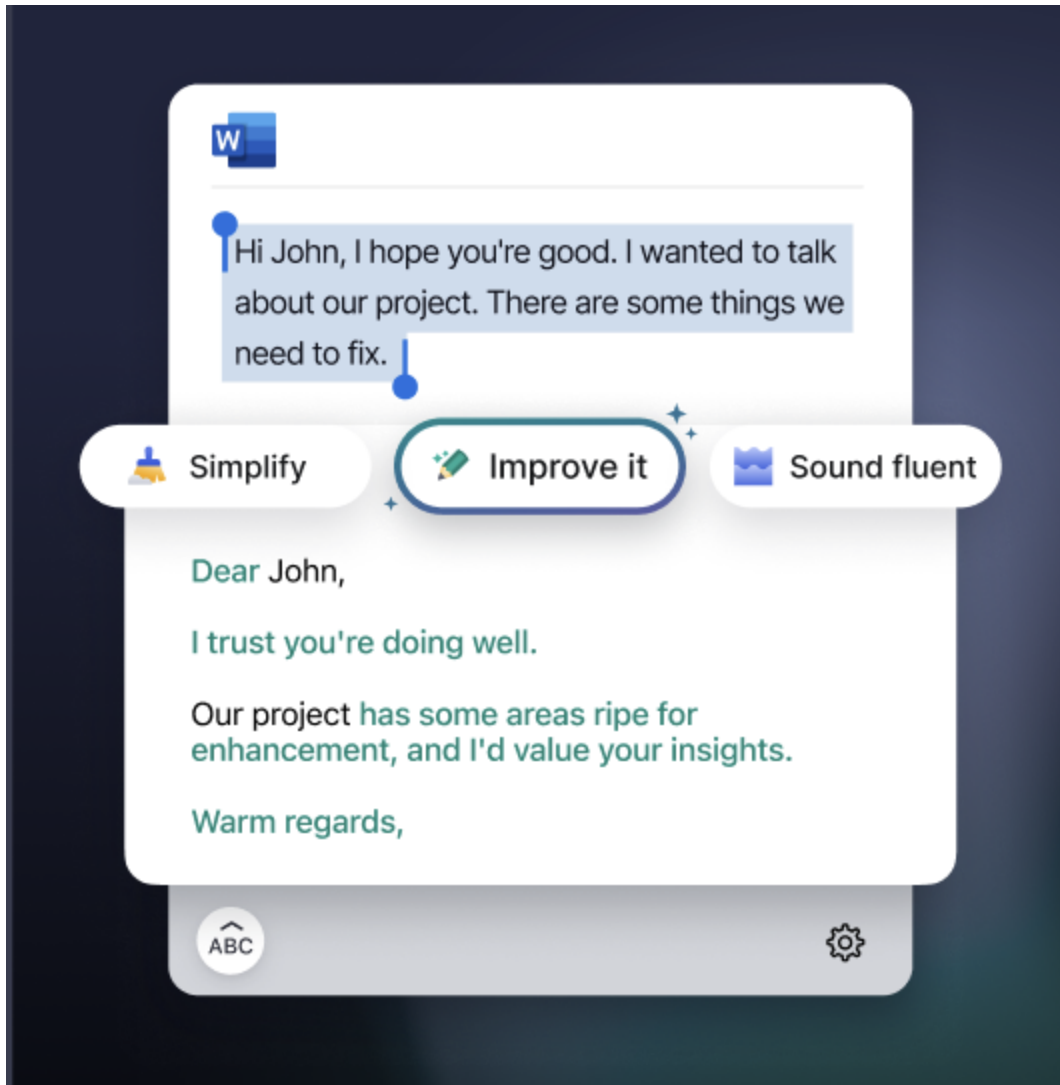 W
Hi John, I hope you're good. I wanted to talk
about our project. There are some things we
need to fix.
Simplify
Improve it
Sound fluent
Dear John,
I trust you're doing well.
Our project has some areas ripe for
enhancement, and I'd value your insights.
Warm regards,
ABC